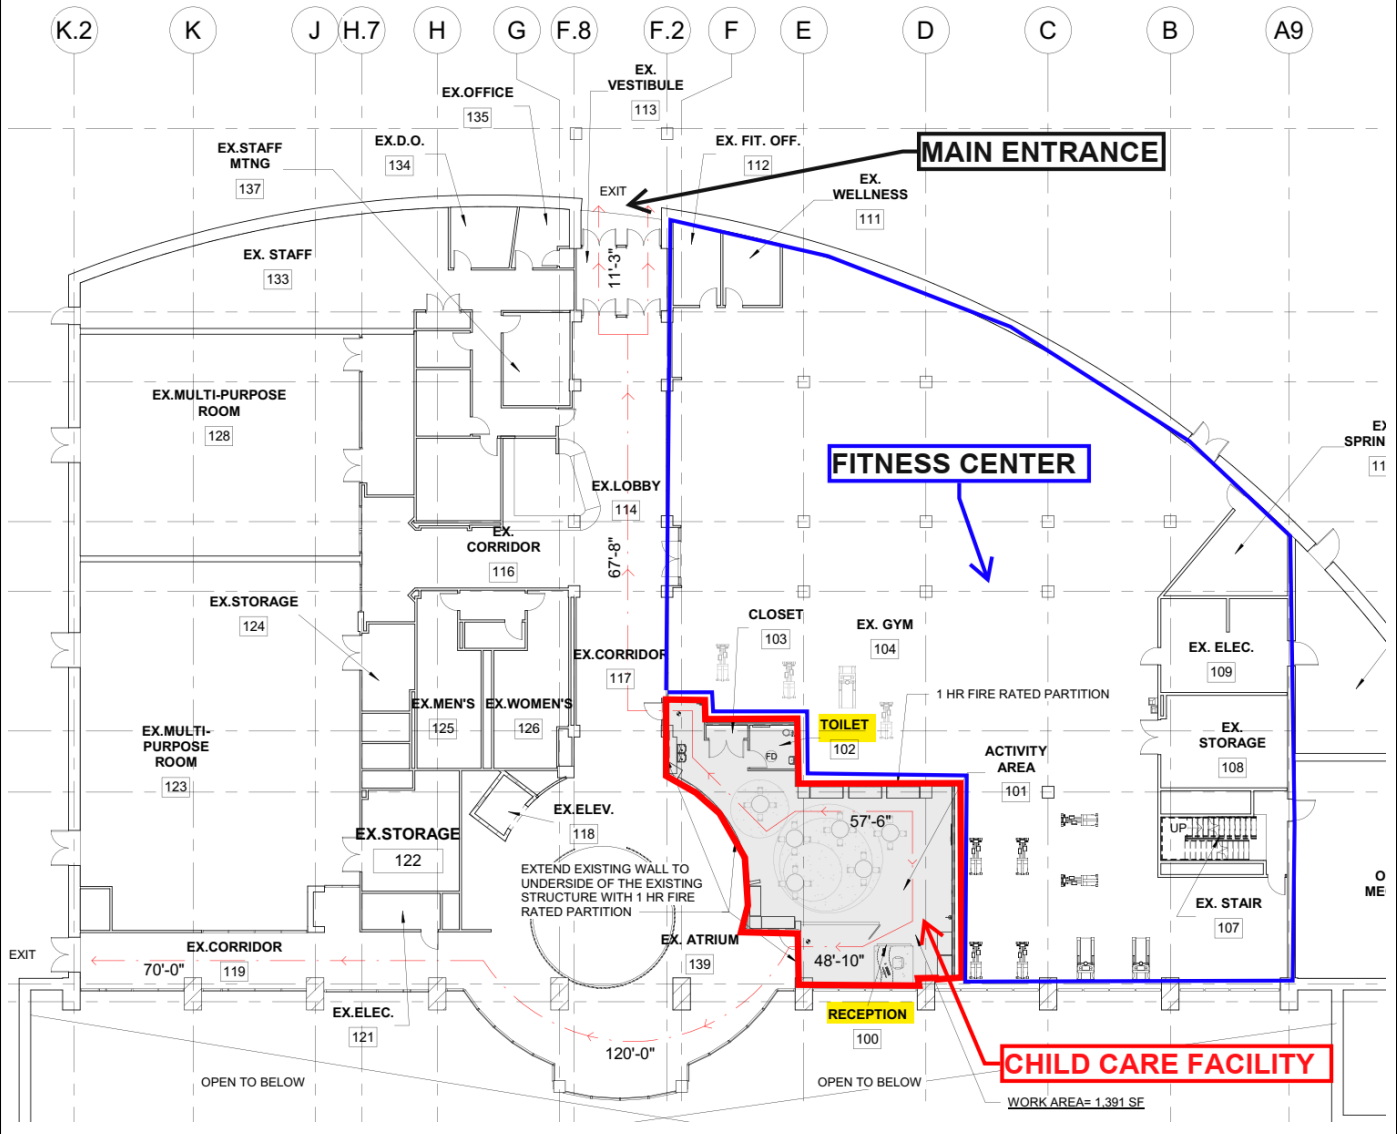 K.2 K J H.7 H G F.8 F.2 F E D C B A9
EX.
VESTIBULE
113
EX.OFFICE
135
EX.D.O.
134
EX.STAFF
MTNG
137
EX. FIT. OFF.
112
MAIN ENTRANCE
EX.
WELLNESS
111
EXIT
EX. STAFF
133
11'-3"
EX.MULTI-PURPOSE
ROOM
128
EX.LOBBY
114
FITNESS CENTER
EX
SPRIN
11
EX.
CORRIDOR
116
67'-8"
EX.STORAGE
124
CLOSET
103
EX. GYM
104
EX. ELEC.
109
EX.CORRIDOR
117
1 HR FIRE RATED PARTITION
EX.MEN'S
125
EX.WOMEN'S
126
TOILET
102
FD
EX.MULTI-
PURPOSE
ROOM
123
ACTIVITY
AREA
101
EX.
STORAGE
108
EX.ELEV.
118
57'-6"
UP
EX.STORAGE
122
EXTEND EXISTING WALL TO
UNDERSIDE OF THE EXISTING
STRUCTURE WITH 1 HR FIRE
RATED PARTITION
O
ME
EX. STAIR
107
EXIT
EX.CORRIDOR
119
70'-0"
EX. ATRIUM
139
48'-10"
EX.ELEC.
121
RECEPTION
100
120'-0"
CHILD CARE FACILITY
OPEN TO BELOW
OPEN TO BELOW
WORK AREA= 1,391 SF